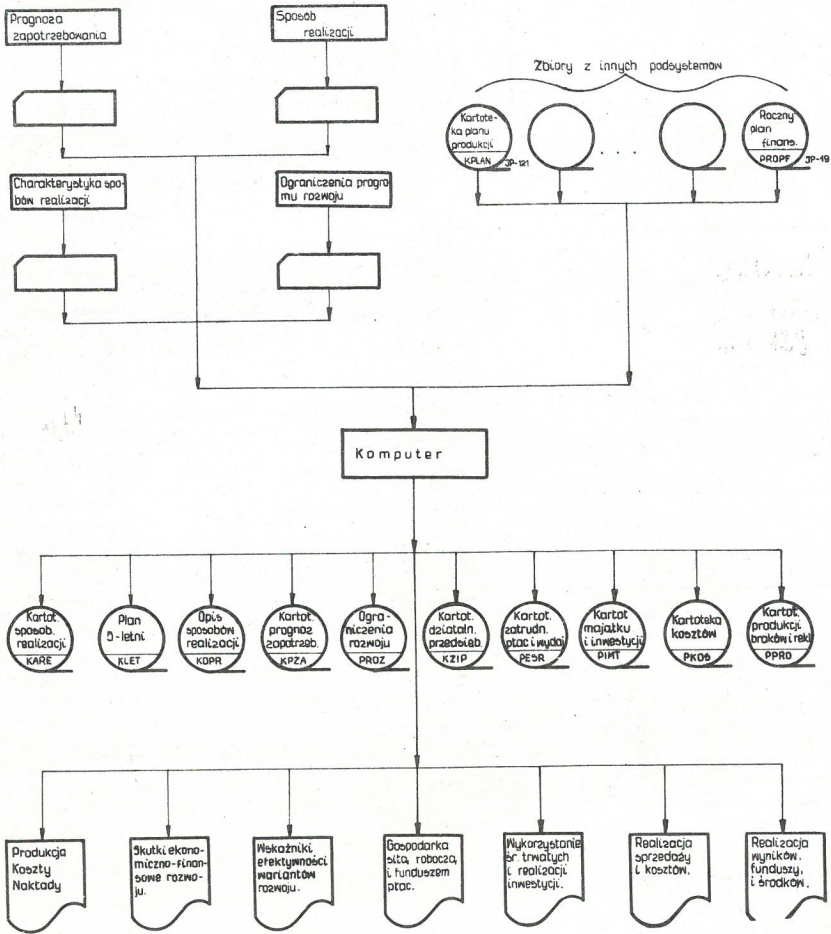 Prognoza
zapotrzebowania
Sposób
realizacji
Zbiory z innych podsystemów
Kartote-
ka planu
produkcji
KPLAN
JP-121
. . .
Roczny
plan
finans.
PROPF
JP-49
Charakterystyka spo-
bów realizacji
Ograniczenia progra
mu rozwoju
Komputer
Kartot.
sposob.
realizacji
KARE
Plan
5-letni
KLET
Opis
sposobów
realizacji
KOPR
Kartot.
prognoz
zapotrzeb.
KPZA
Ogra-
niczenia
rozwoju
PROZ
Kartot.
działaln.
przedsięb.
KZIP
Kartot.
zatrudn.
płac i wydaj
PESR
Kartot.
majątku
i inwestycji
PIMT
Kartoteka
kosztów
PKOS
Kartot.
produkcji
braków i rekl
PPRO
Produkcja
Koszty
Nakłady
Skutki ekono-
miczno-finan-
sowe rozwo-
ju.
Wskaźniki
efektywności
wariantów
rozwoju.
Gospodarka
siłą roboczą
i funduszem
płac.
Wykorzystanie
śr. trwałych
i realizacji
inwestycji.
Realizacja
sprzedaży
i kosztów.
Realizacja
wyników,
funduszy,
i środków.